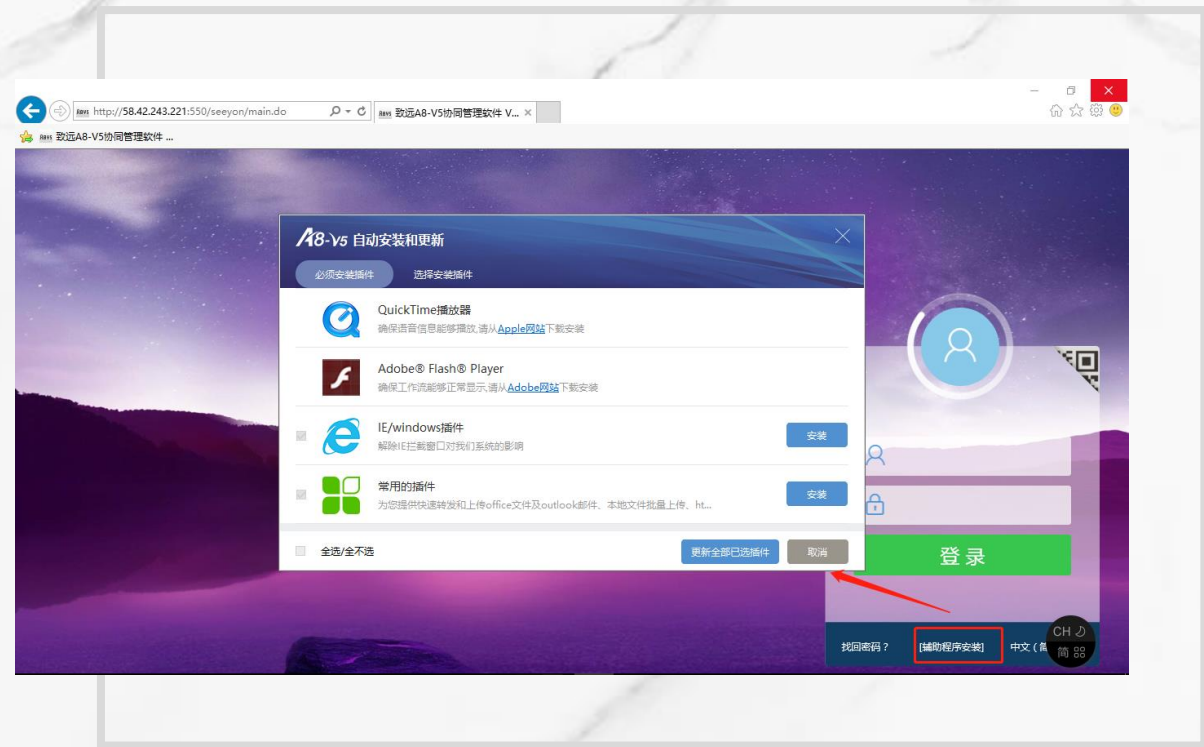 http://58.42.243.221:550/seeyon/main.do
致远A8-V5协同管理软件 V...
致远A8-V5协同管理软件 ...
A8-V5 自动安装和更新
必须安装插件
选择安装插件
QuickTime播放器
确保语音信息能够播放,请从Apple网站下载安装
Adobe® Flash® Player
确保工作流能够正常显示,请从Adobe网站下载安装
IE/windows插件
解除IE拦截窗口对我们系统的影响
安装
常用的插件
为您提供快速转发和上传office文件及outlook邮件、本地文件批量上传、ht...
安装
全选/全不选
更新全部已选插件
取消
登录
找回密码？
[辅助程序安装]
中文 (简
CH
简